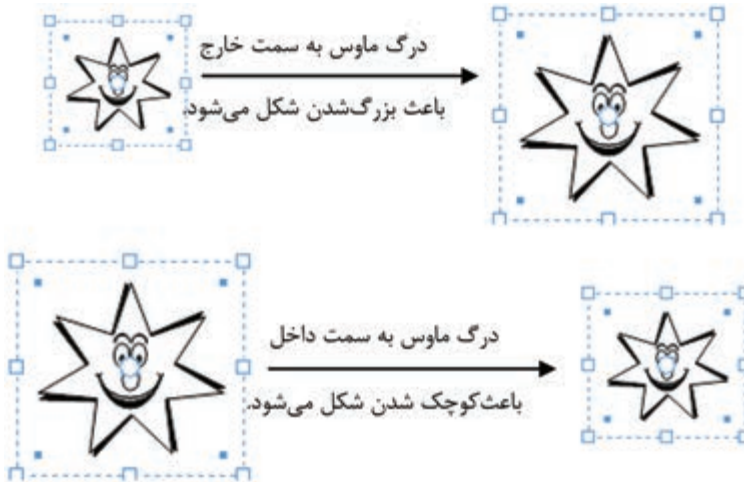 درگ ماوس به سمت خارج
باعث بزرگ‌شدن شکل می‌شود.
درگ ماوس به سمت داخل
باعث‌کوچک شدن شکل می‌شود.